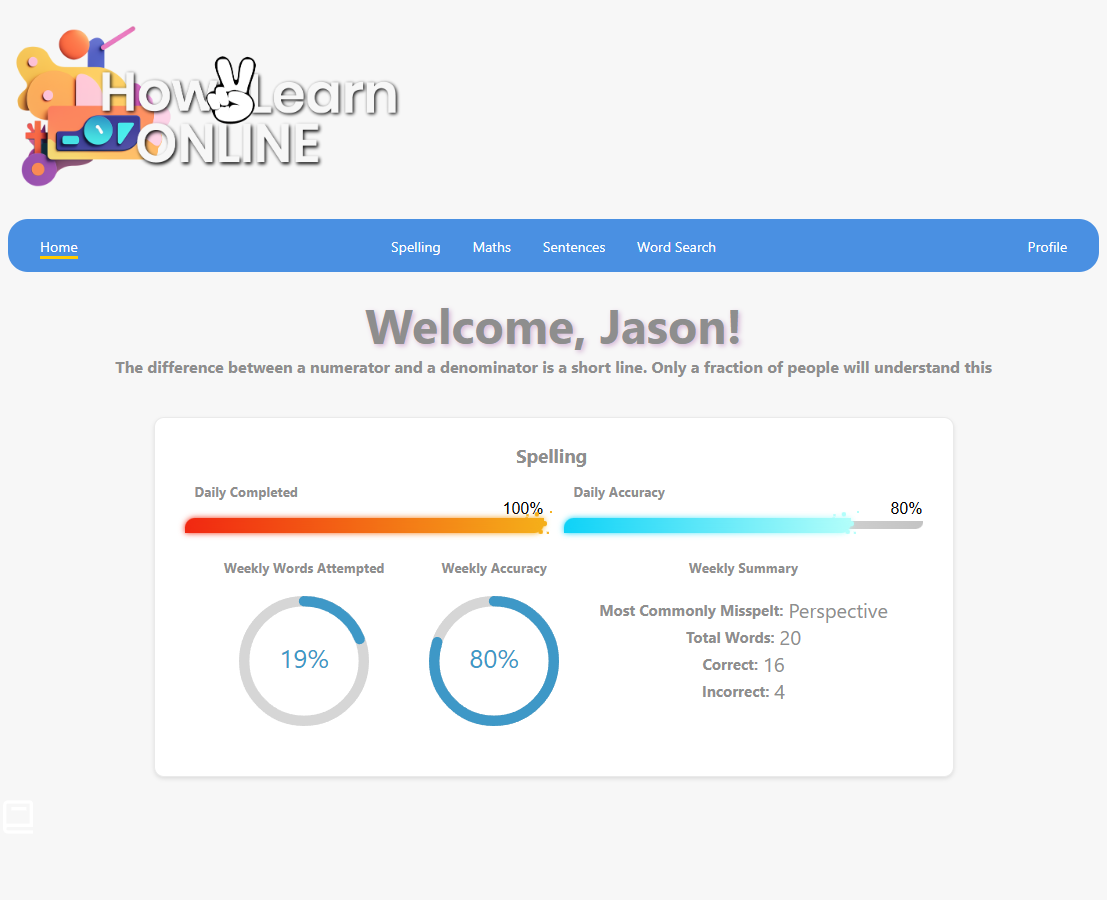 How Learn
ONLINE
Home Spelling Maths Sentences Word Search Profile
Welcome, Jason!
The difference between a numerator and a denominator is a short line. Only a fraction of people will understand this
Spelling
Daily Completed Daily Accuracy
100% 80%
Weekly Words Attempted Weekly Accuracy Weekly Summary
Most Commonly Misspelt: Perspective
Total Words: 20
19% 80%
Correct: 16
Incorrect: 4